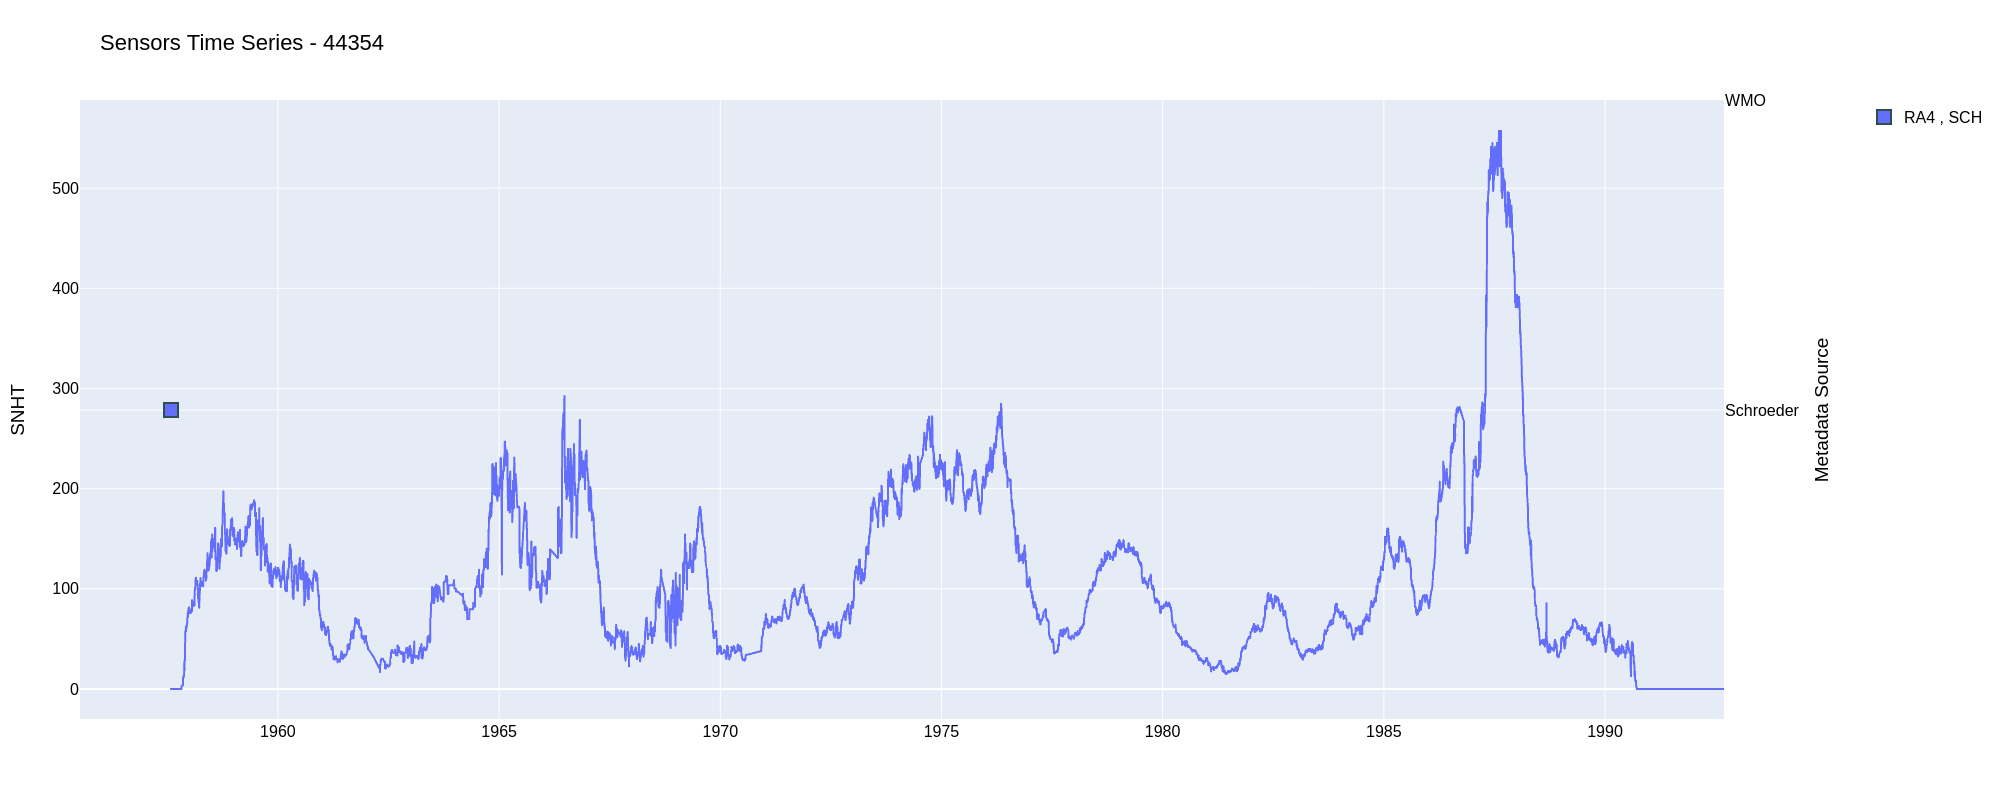 Sensors Time Series - 44354
WMO
RA4 , SCH
500
400
300
Schroeder
200
100
0
SNHT
Metadata Source
1960
1965
1970
1975
1980
1985
1990